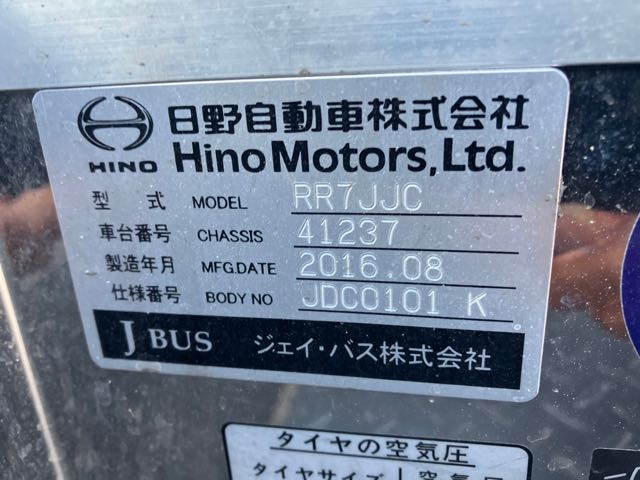 日野自動車株式会社
HINO Hino Motors, Ltd.
型 式 MODEL RR7JJC
車台番号 CHASSIS 41237
製造年月 MFG.DATE 2016.08
仕様番号 BODY NO JDC0101 K
J BUS ジェイ・バス株式会社
タイヤの空気圧
タイヤサイズ 空気圧